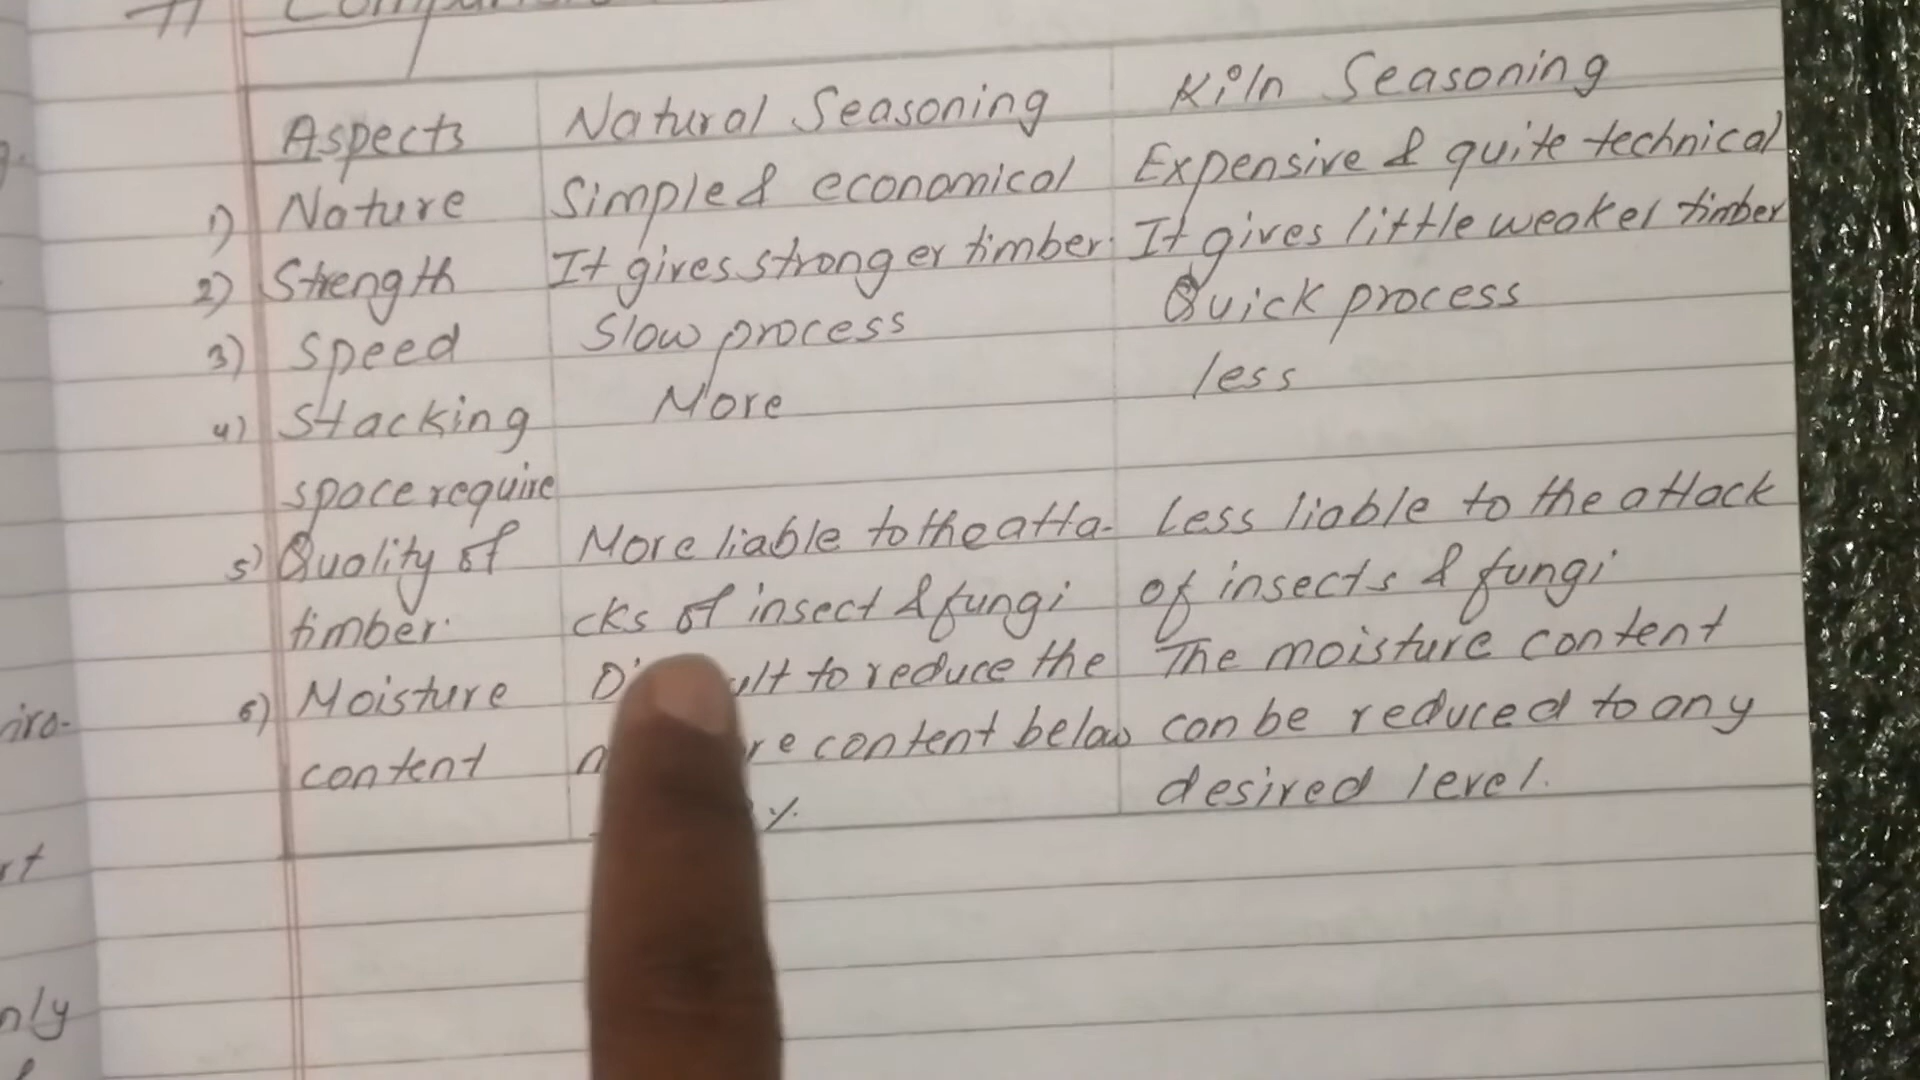 Aspects Natural Seasoning Kiln Seasoning
1) Nature Simple & economical Expensive & quite technical
2) Strength It gives stronger timber. It gives little weaker timber
3) Speed Slow process Quick process
4) Stacking More less
space require
5) Quality of More liable to the atta- Less liable to the attack
timber. cks of insect & fungi of insects & fungi
6) Moisture to reduce the The moisture content
content content below can be reduced to any
% desired level.